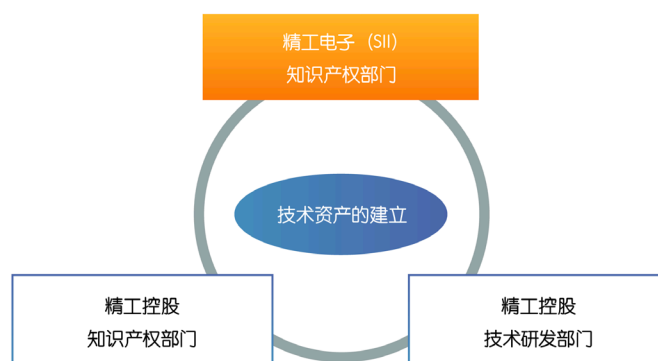 精工电子（SII）
知识产权部门
技术资产的建立
精工控股
知识产权部门
精工控股
技术研发部门